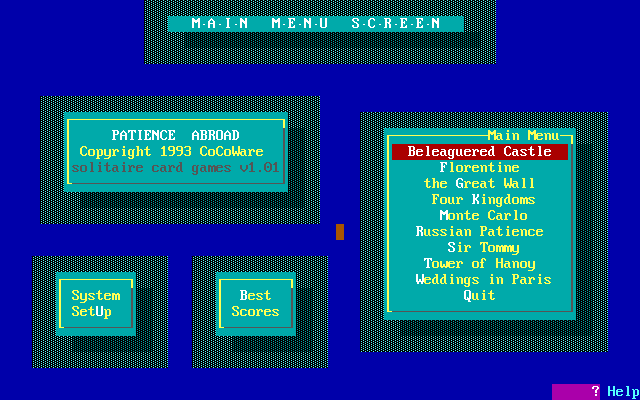 M·A·I·N M·E·N·U S·C·R·E·E·N
PATIENCE ABROAD
Copyright 1993 CoCoWare
solitaire card games v1.01
Main Menu
Beleaguered Castle
Florentine
the Great Wall
Four Kingdoms
Monte Carlo
Russian Patience
Sir Tommy
Tower of Hanoy
Weddings in Paris
Quit
System
SetUp
Best
Scores
? Help